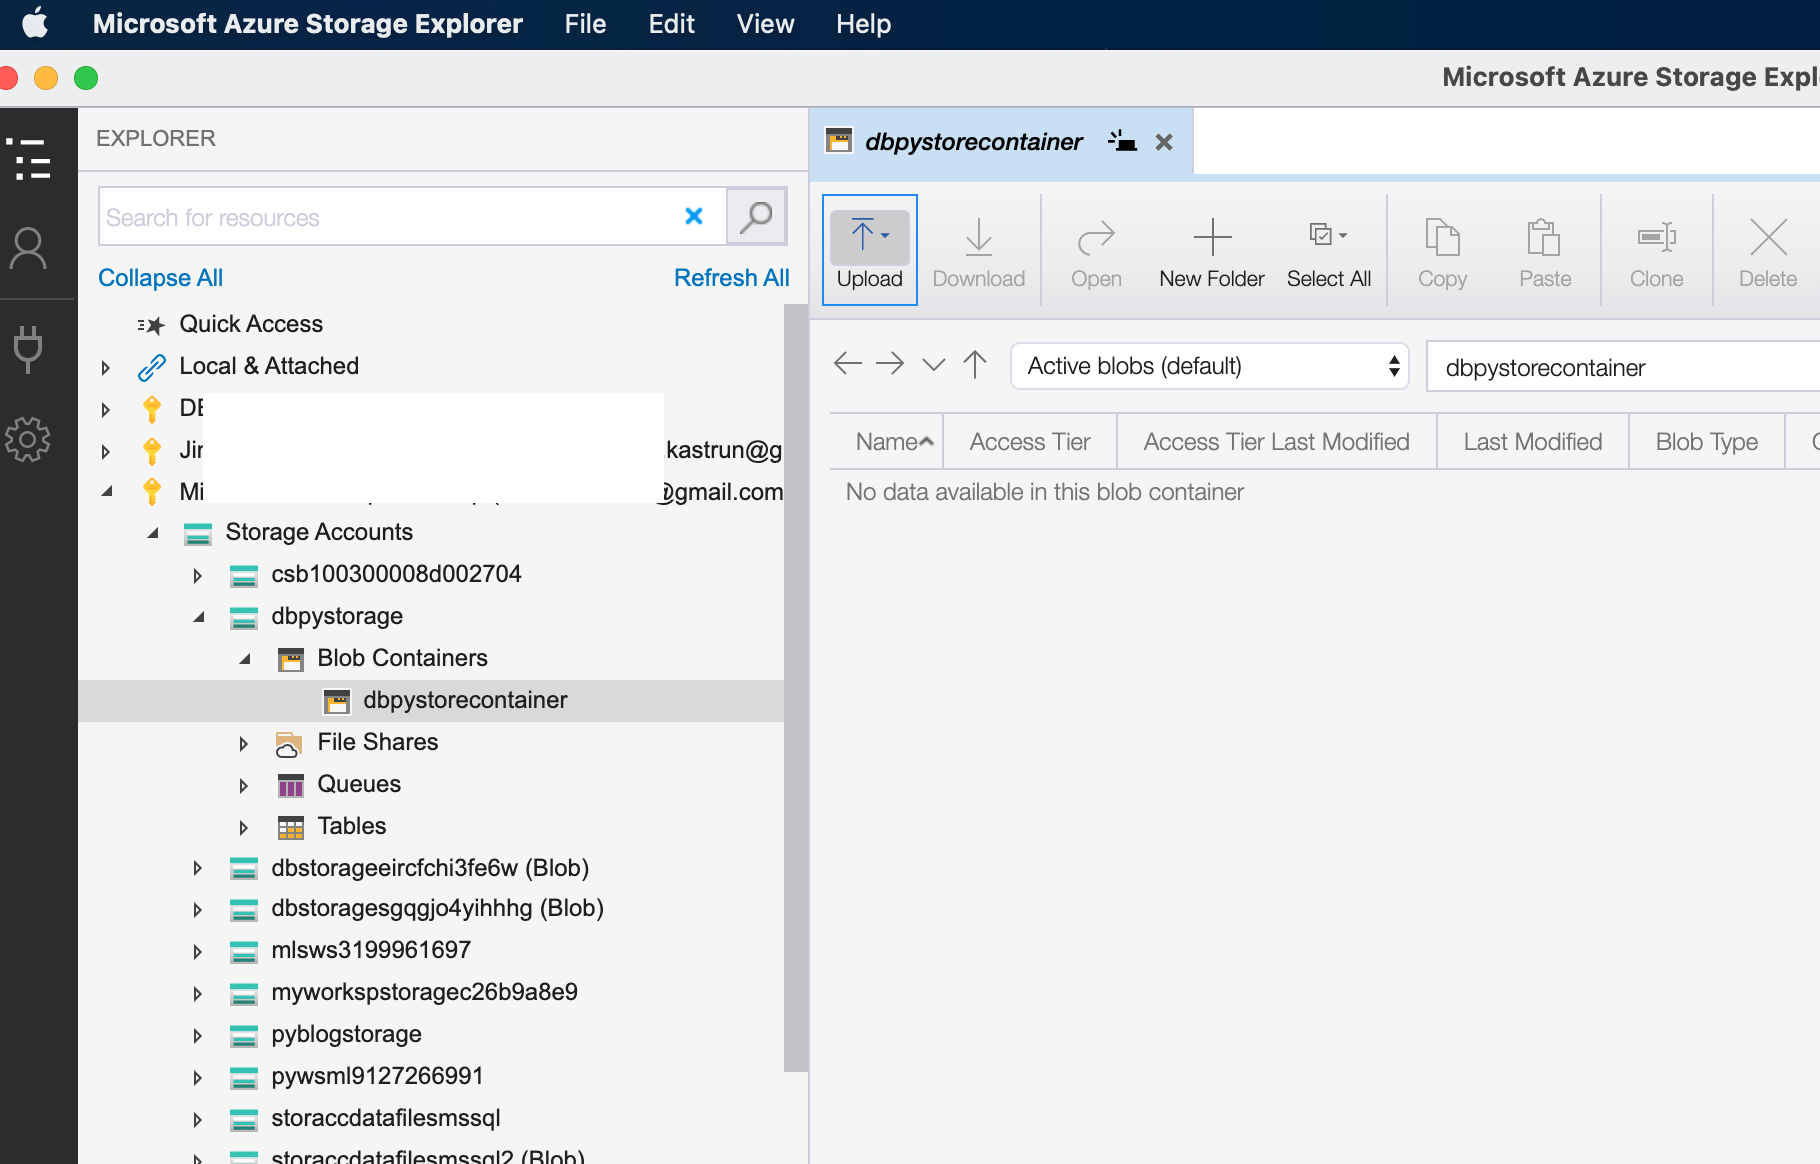 Microsoft Azure Storage Explorer File Edit View Help
Microsoft Azure Storage Expl
EXPLORER
Search for resources
Collapse All Refresh All
Quick Access
Local & Attached
DE
Jir .kastrun@g
Mi @gmail.com
Storage Accounts
csb100300008d002704
dbpystorage
Blob Containers
dbpystorecontainer
File Shares
Queues
Tables
dbstorageeircfchi3fe6w (Blob)
dbstoragesgqgjo4yihhhg (Blob)
mlsws3199961697
myworkspstoragec26b9a8e9
pyblogstorage
pywsml9127266991
storaccdatafilesmssql
storaccdatafilesmssql2 (Blob)
dbpystorecontainer
Upload Download Open New Folder Select All Copy Paste Clone Delete
Active blobs (default) dbpystorecontainer
Name Access Tier Access Tier Last Modified Last Modified Blob Type
No data available in this blob container